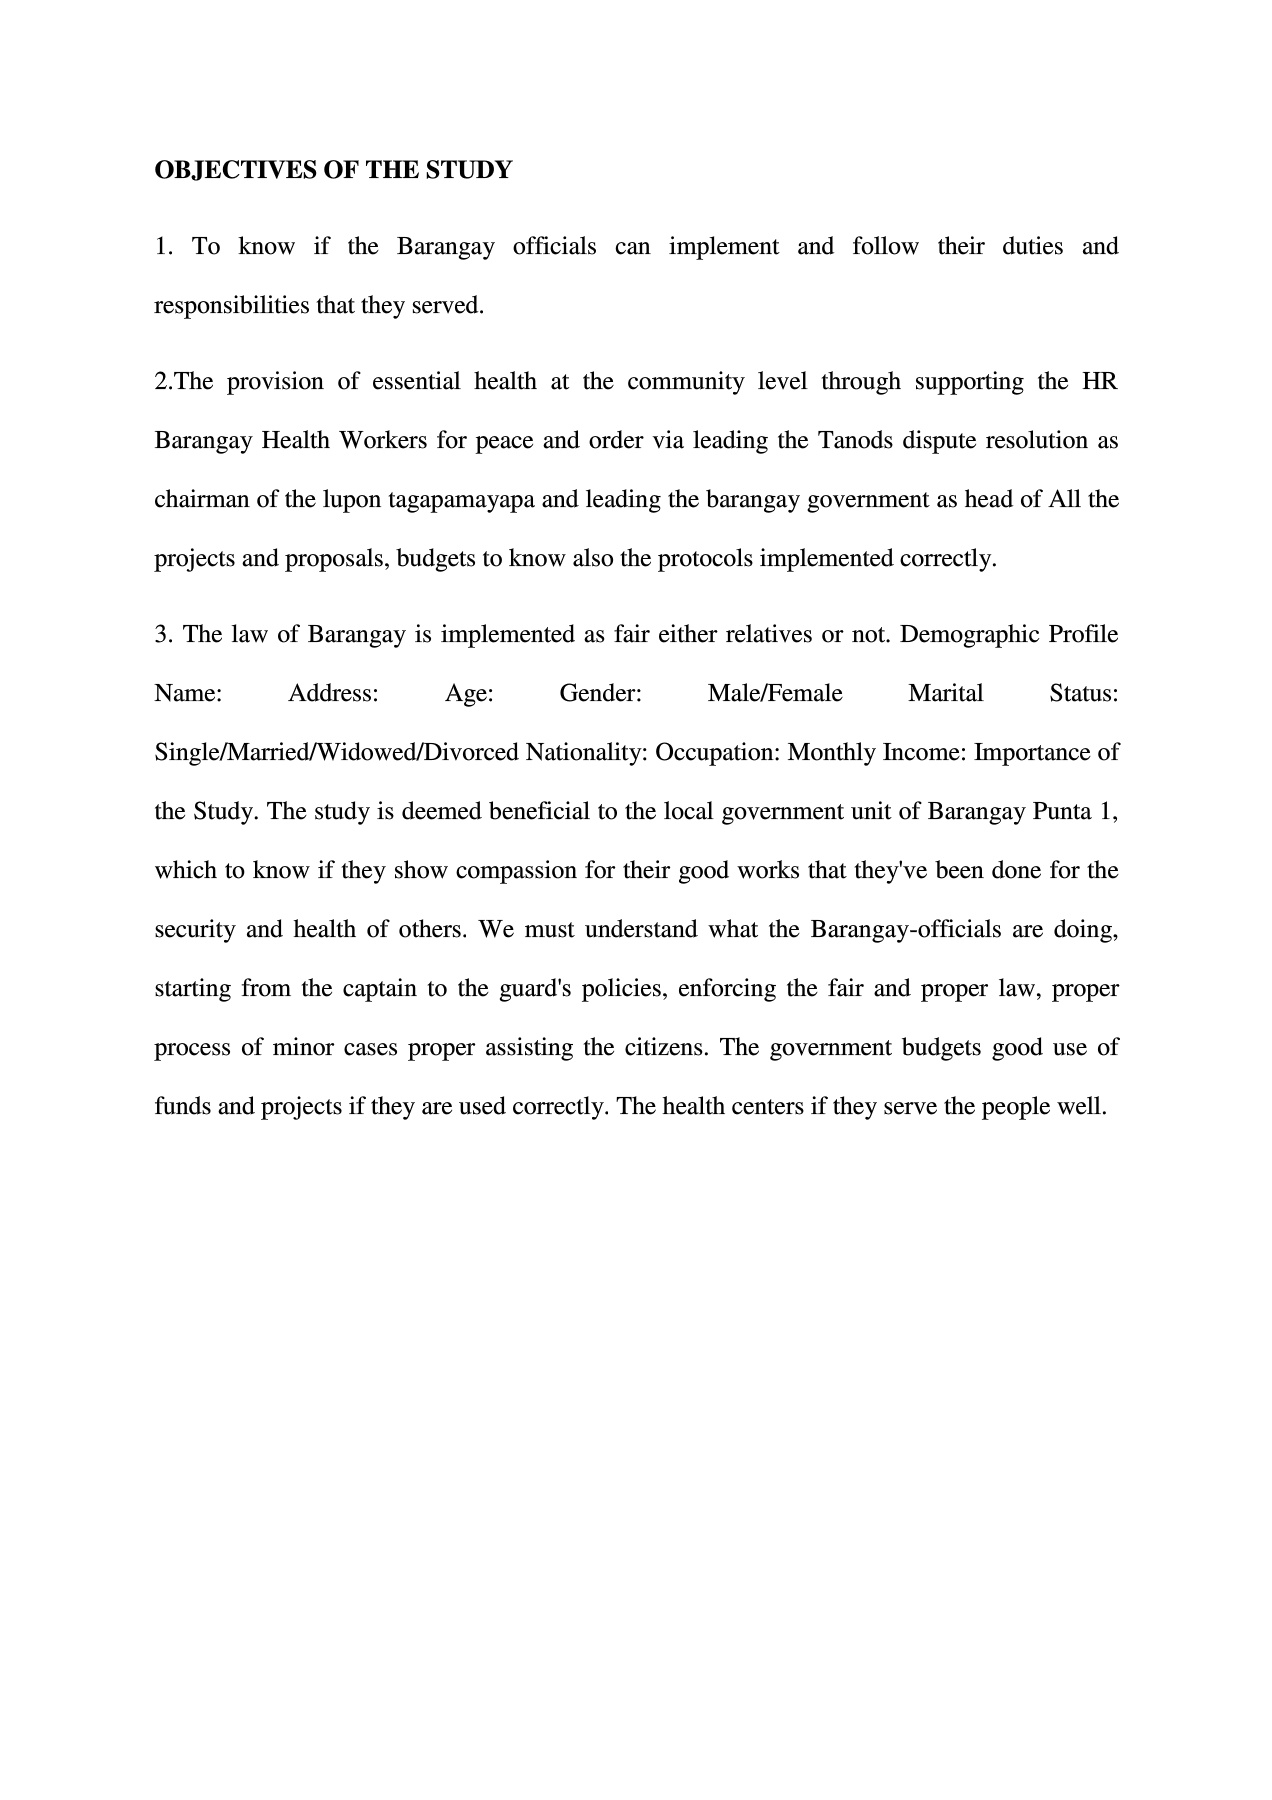 OBJECTIVES OF THE STUDY
1. To know if the Barangay officials can implement and follow their duties and
responsibilities that they served.
2.The provision of essential health at the community level through supporting the HR
Barangay Health Workers for peace and order via leading the Tanods dispute resolution as
chairman of the lupon tagapamayapa and leading the barangay government as head of All the
projects and proposals, budgets to know also the protocols implemented correctly.
3. The law of Barangay is implemented as fair either relatives or not. Demographic Profile
Name: Address: Age: Gender: Male/Female Marital Status:
Single/Married/Widowed/Divorced Nationality: Occupation: Monthly Income: Importance of
the Study. The study is deemed beneficial to the local government unit of Barangay Punta 1,
which to know if they show compassion for their good works that they've been done for the
security and health of others. We must understand what the Barangay-officials are doing,
starting from the captain to the guard's policies, enforcing the fair and proper law, proper
process of minor cases proper assisting the citizens. The government budgets good use of
funds and projects if they are used correctly. The health centers if they serve the people well.